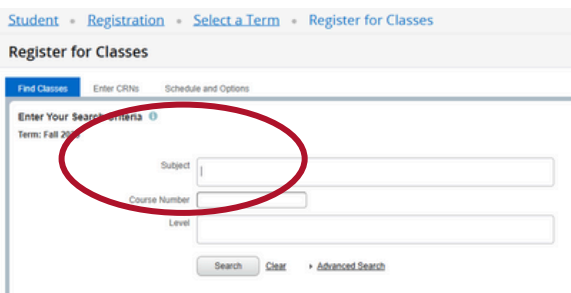 Student • Registration • Select a Term • Register for Classes
Register for Classes
Find Classes Enter CRNs Schedule and Options
Enter Your Search Criteria
Term: Fall
Subject
Course Number
Level
Search Clear Advanced Search